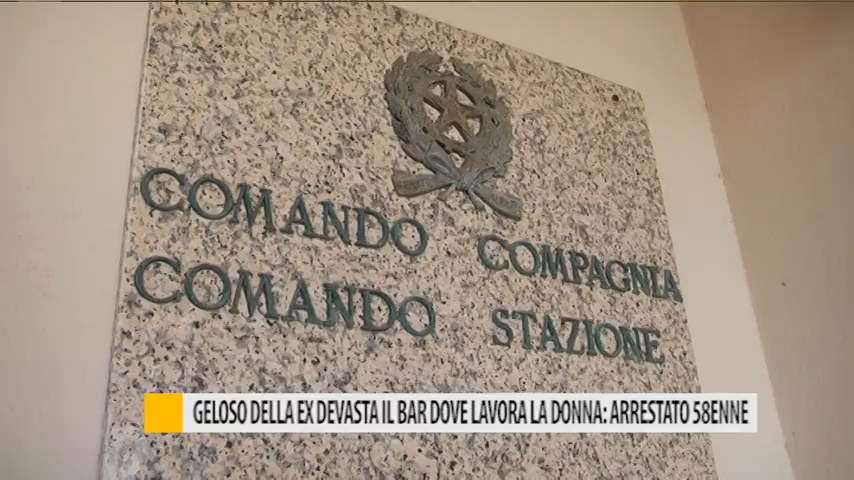 COMANDO COMPAGNIA
COMANDO STAZIONE
GELOSO DELLA EX DEVASTA IL BAR DOVE LAVORA LA DONNA: ARRESTATO 58ENNE